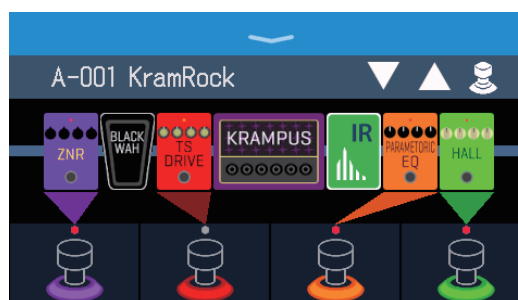 A-001 KramRock
ZNR
BLACK
WAH
TS
DRIVE
KRAMPUS
IR
PARAMETORIC
EQ
HALL